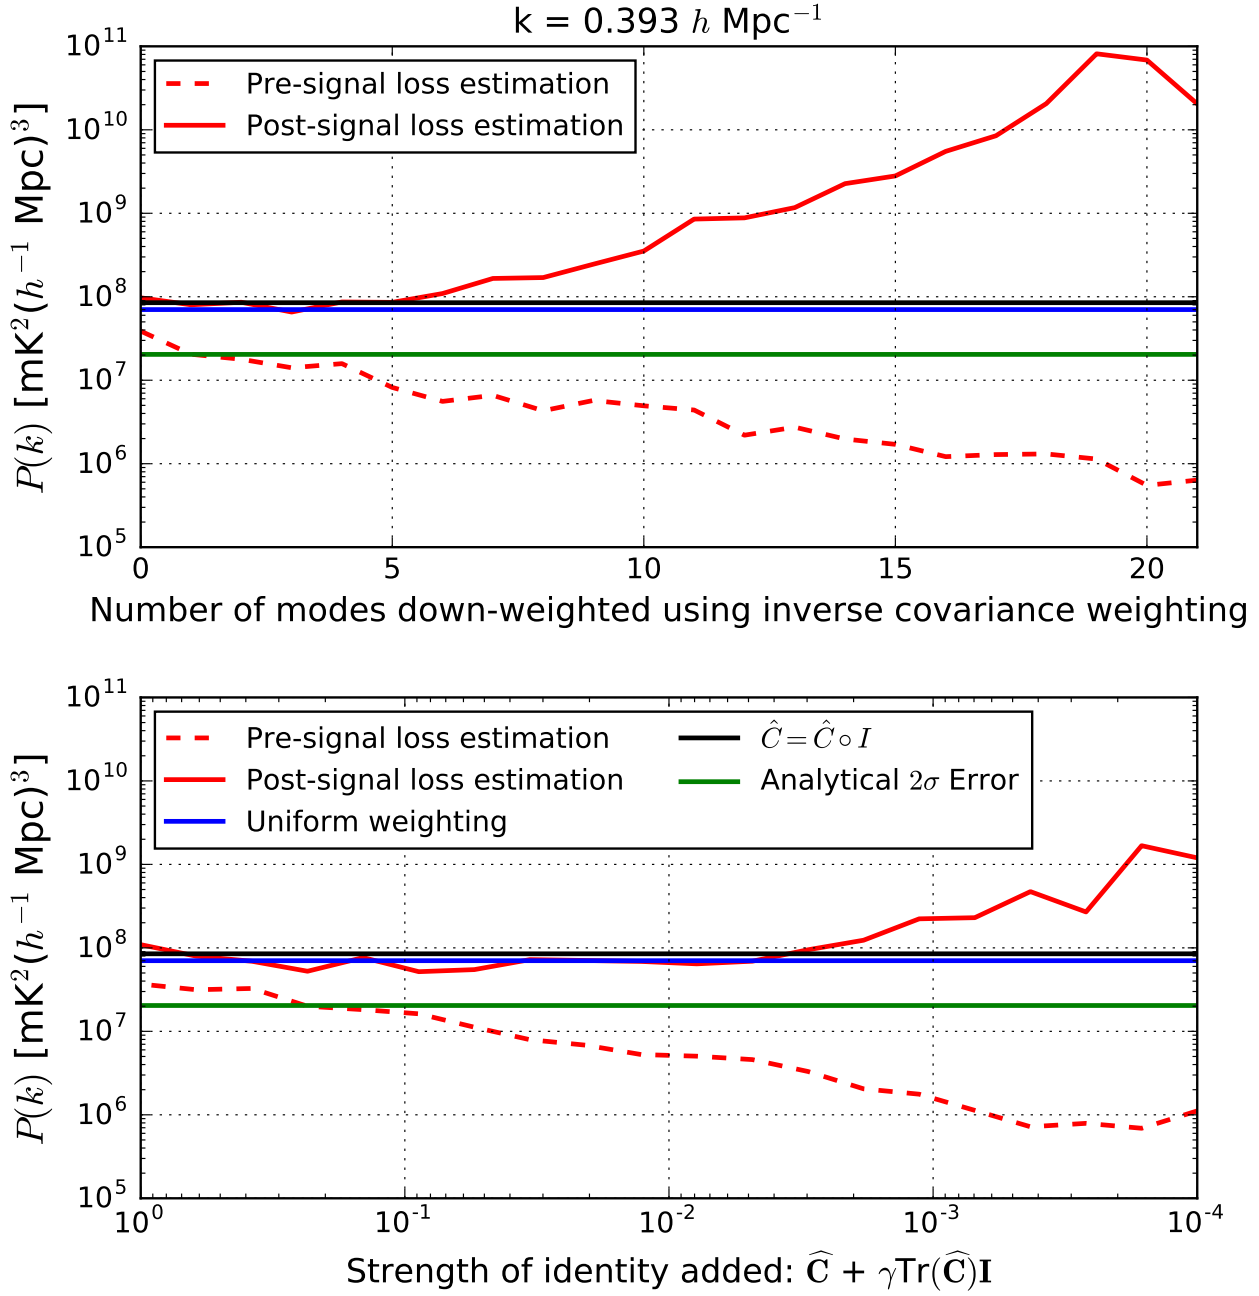 k = 0.393 h Mpc⁻¹
10¹¹
10¹⁰
10⁹
10⁸
10⁷
10⁶
10⁵
P(k) [mK²(h⁻¹ Mpc)³]
Pre-signal loss estimation
Post-signal loss estimation
0 5 10 15 20
Number of modes down-weighted using inverse covariance weighting
10¹¹
10¹⁰
10⁹
10⁸
10⁷
10⁶
10⁵
P(k) [mK²(h⁻¹ Mpc)³]
Pre-signal loss estimation
Post-signal loss estimation
Uniform weighting
Ĉ = Ĉ ∘ I
Analytical 2σ Error
10⁰ 10⁻¹ 10⁻² 10⁻³ 10⁻⁴
Strength of identity added: Ĉ + γTr(Ĉ)I